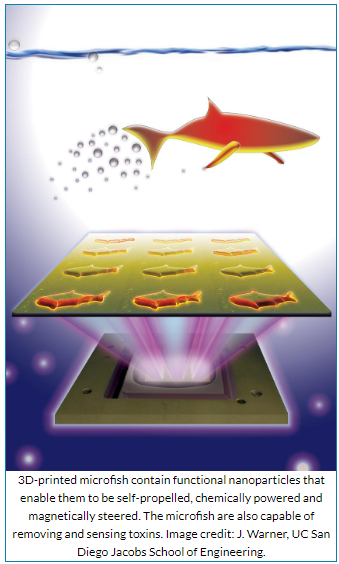 3D-printed microfish contain functional nanoparticles that
enable them to be self-propelled, chemically powered and
magnetically steered. The microfish are also capable of
removing and sensing toxins. Image credit: J. Warner, UC San
Diego Jacobs School of Engineering.